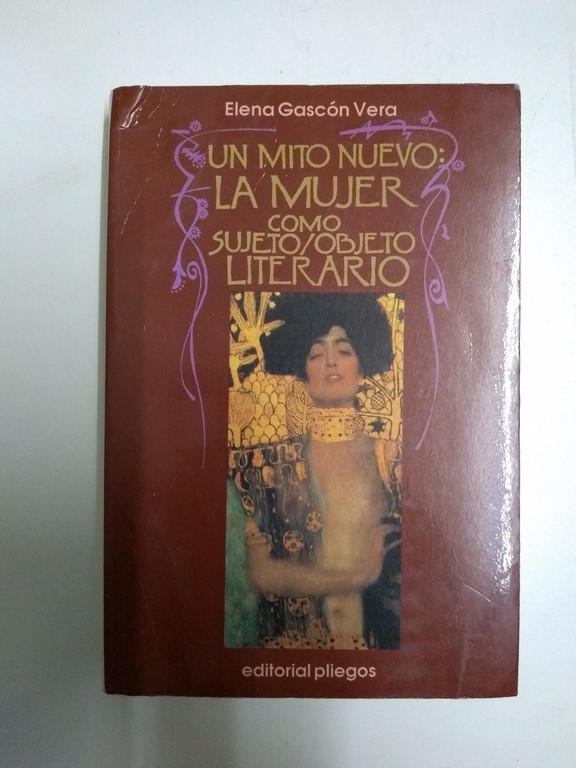 Elena Gascón Vera
UN MITO NUEVO:
LA MUJER
COMO
SUJETO/OBJETO
LITERARIO
editorial pliegos